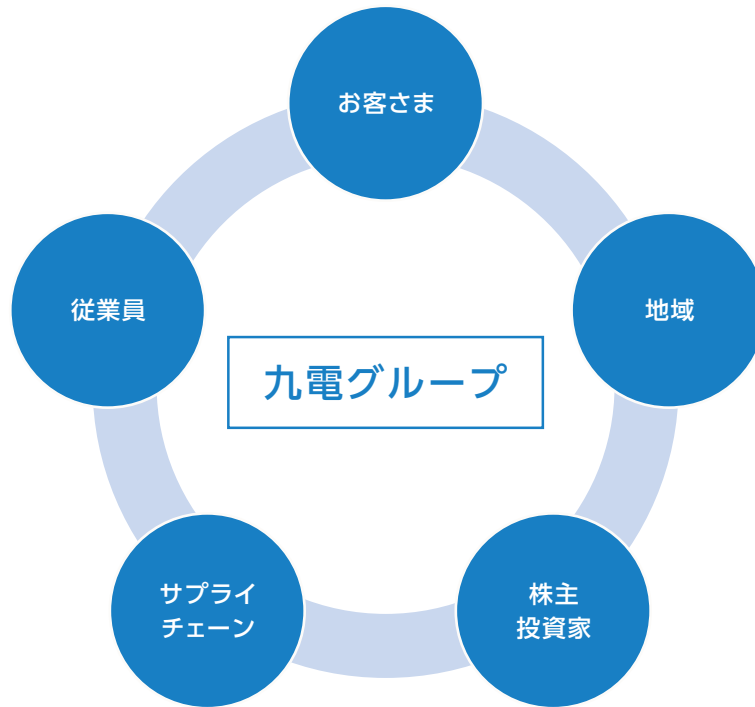 お客さま
従業員
地域
九電グループ
サプライ
チェーン
株主
投資家